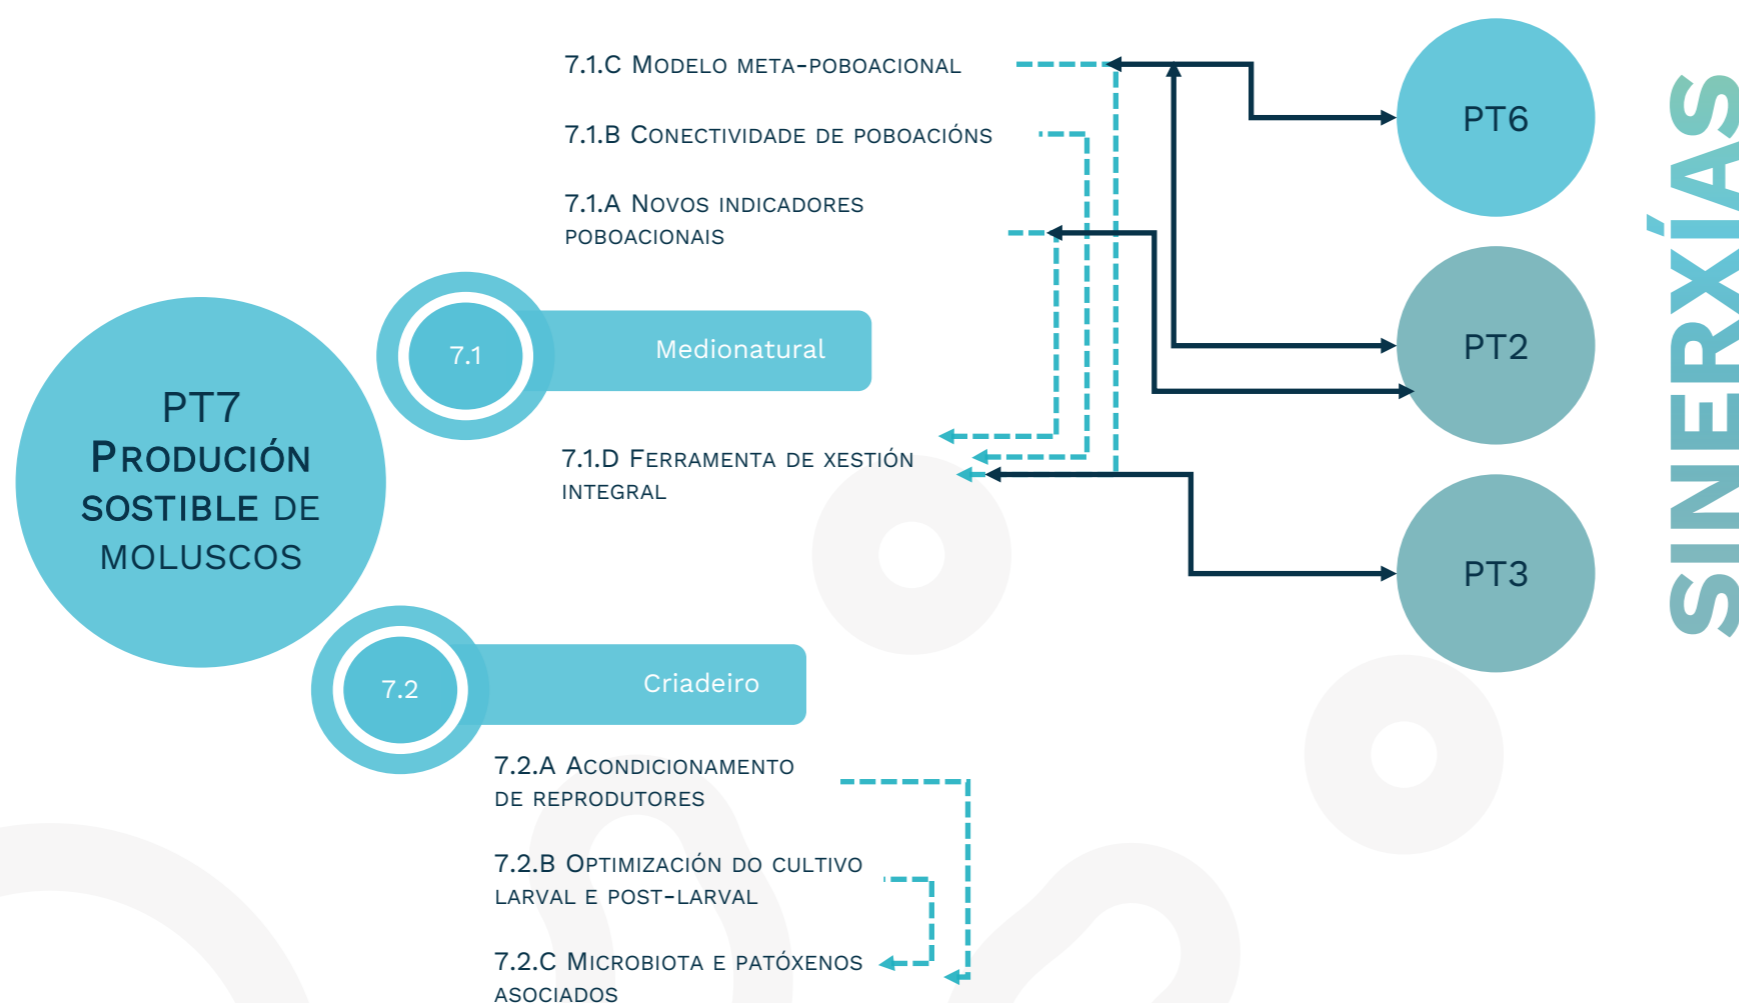 7.1.C Modelo meta-poboacional
7.1.B Conectividade de poboacións
7.1.A Novos indicadores
poboacionais
7.1
Medionatural
PT7
Produción
sostible de
moluscos
7.1.D Ferramenta de xestión
integral
7.2
Criadeiro
7.2.A Acondicionamento
de reprodutores
7.2.B Optimización do cultivo
larval e post-larval
7.2.C Microbiota e patóxenos
asociados
PT6
PT2
PT3
SINERXÍAS